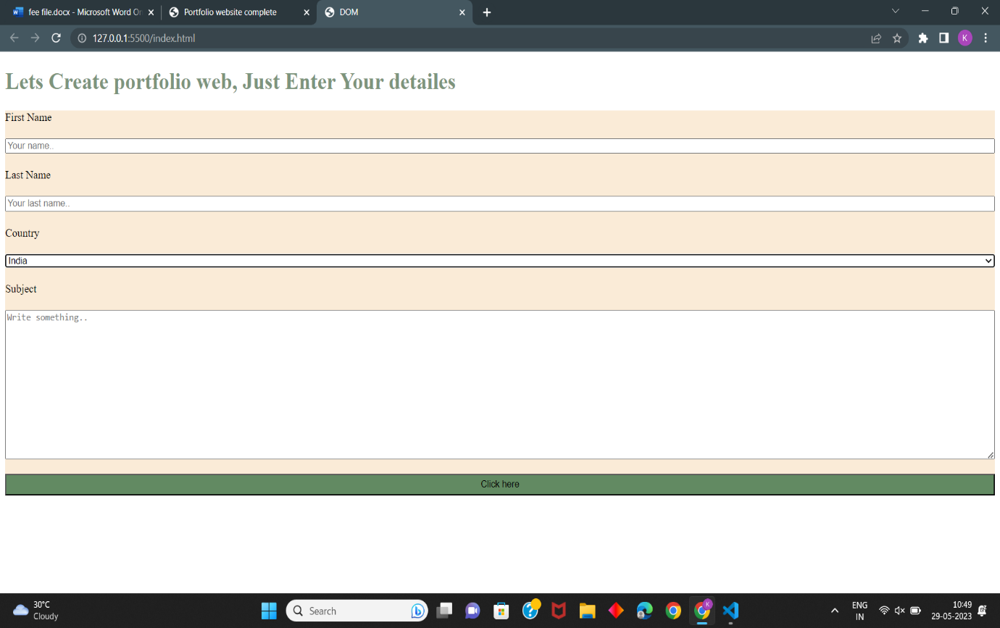 fee file.docx - Microsoft Word On
Portfolio website complete
DOM
127.0.0.1:5500/index.html
K
Lets Create portfolio web, Just Enter Your detailes
First Name
Your name..
Last Name
Your last name..
Country
India
Subject
Write something..
Click here
30°C
Cloudy
Search
K
ENG
IN
10:49
29-05-2023